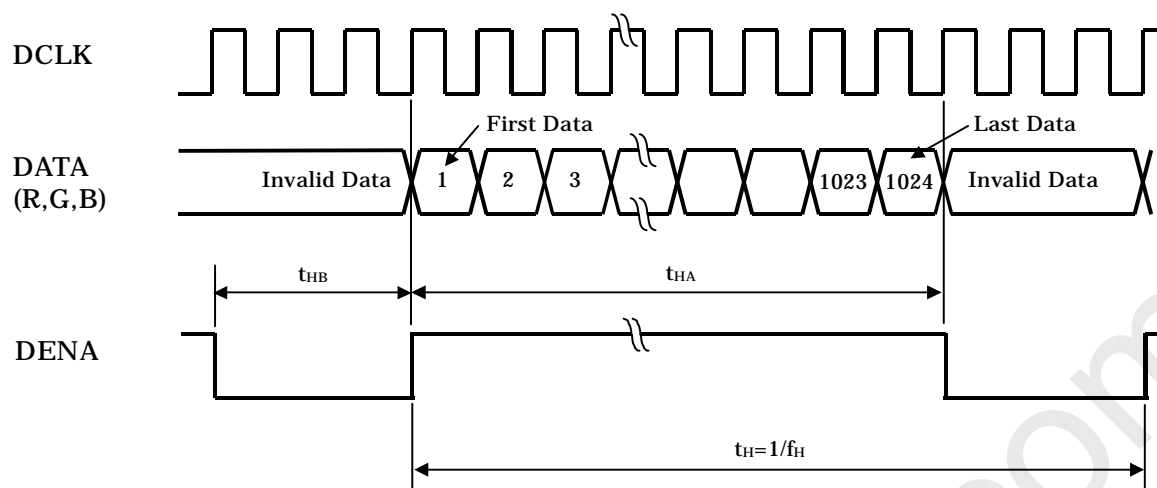 DCLK
First Data
Last Data
DATA
(R,G,B)
Invalid Data 1 2 3 1023 1024 Invalid Data
tHB
tHA
DENA
tH=1/fH
com